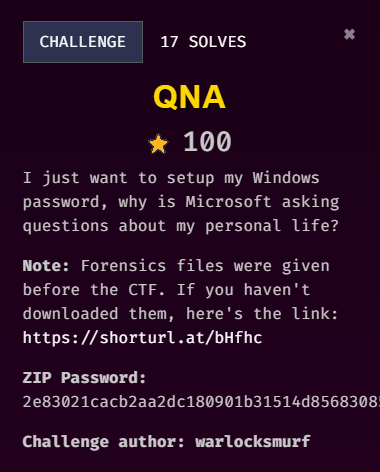 CHALLENGE 17 SOLVES ✖
QNA
⭐ 100
I just want to setup my Windows
password, why is Microsoft asking
questions about my personal life?
Note: Forensics files were given
before the CTF. If you haven't
downloaded them, here's the link:
https://shorturl.at/bHfhc
ZIP Password:
2e83021cacb2aa2dc180901b31514d8568308
Challenge author: warlocksmurf